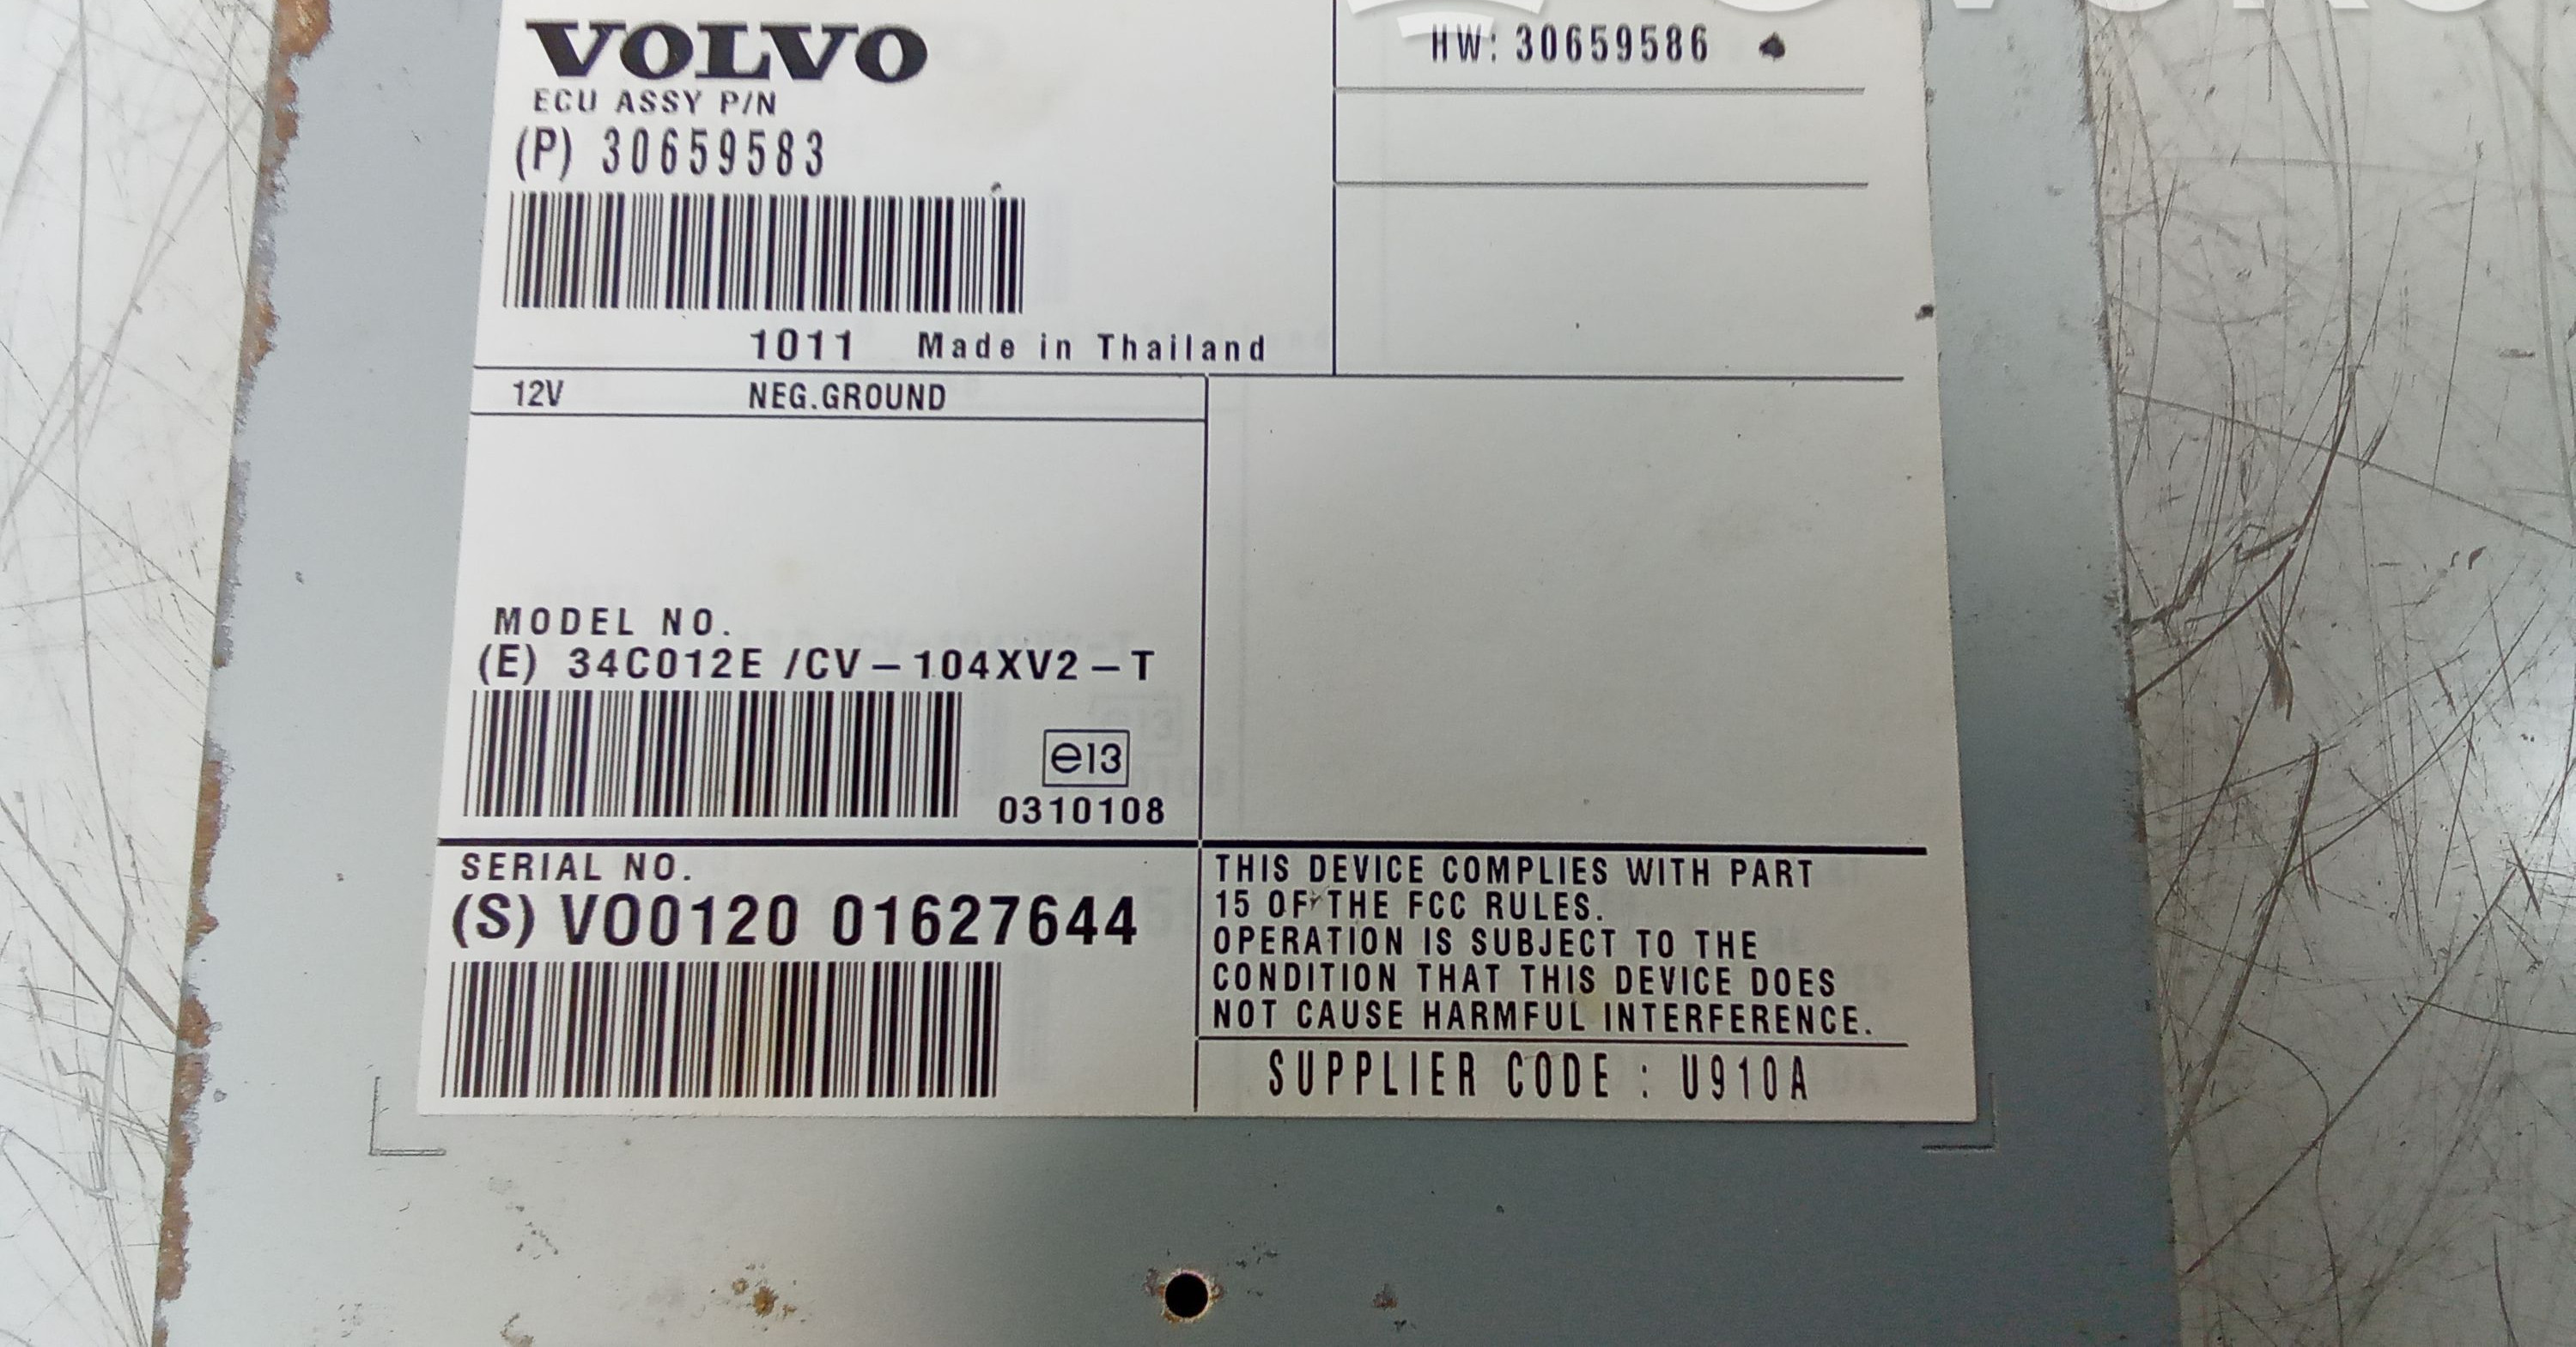 VOLVO
ECU ASSY P/N
(P) 30659583
1011 Made in Thailand
HW: 30659586
12V NEG.GROUND
MODEL NO.
(E) 34C012E /CV-104XV2-T
e13
0310108
SERIAL NO.
(S) VO0120 01627644
THIS DEVICE COMPLIES WITH PART
15 OF THE FCC RULES.
OPERATION IS SUBJECT TO THE
CONDITION THAT THIS DEVICE DOES
NOT CAUSE HARMFUL INTERFERENCE.
SUPPLIER CODE : U910A